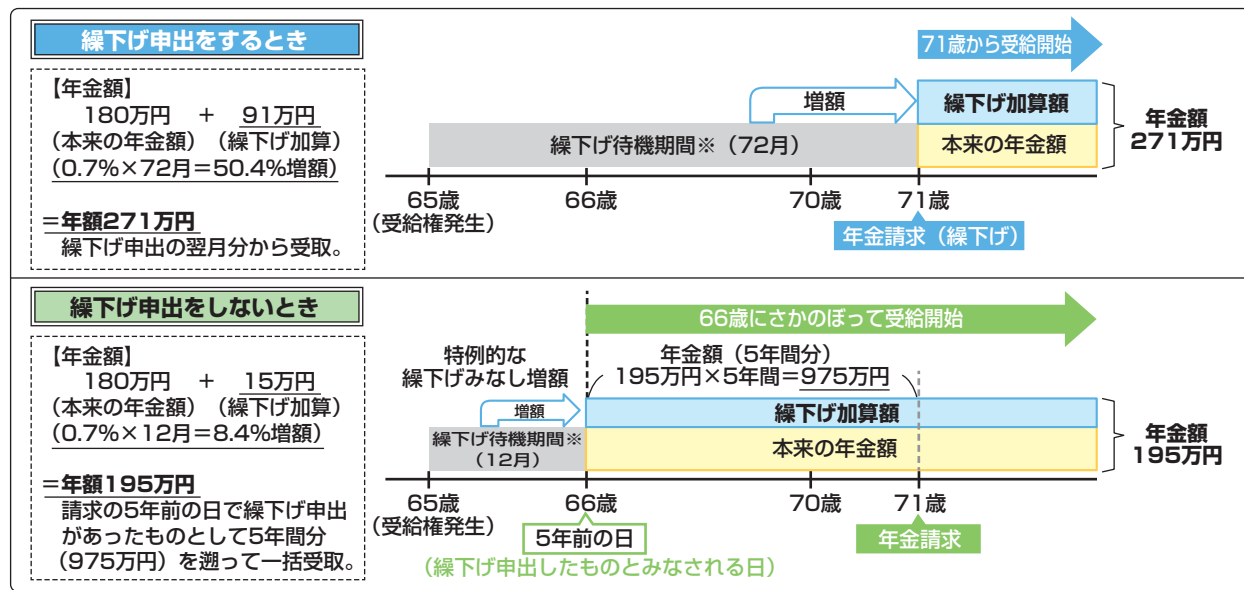 繰下げ申出をするとき
【年金額】
180万円 + 91万円
(本来の年金額)(繰下げ加算)
(0.7%×72月=50.4%増額)
=年額271万円
繰下げ申出の翌月分から受取。
71歳から受給開始
増額
繰下げ加算額
繰下げ待機期間※(72月)
本来の年金額
年金額
271万円
65歳
(受給権発生)
66歳
70歳
71歳
年金請求(繰下げ)
繰下げ申出をしないとき
【年金額】
180万円 + 15万円
(本来の年金額)(繰下げ加算)
(0.7%×12月=8.4%増額)
=年額195万円
請求の5年前の日で繰下げ申出
があったものとして5年間分
(975万円)を遡って一括受取。
66歳にさかのぼって受給開始
特例的な
繰下げみなし増額
年金額(5年間分)
195万円×5年間=975万円
増額
繰下げ加算額
繰下げ待機期間※
(12月)
本来の年金額
年金額
195万円
65歳
(受給権発生)
66歳
70歳
71歳
5年前の日
年金請求
(繰下げ申出したものとみなされる日)